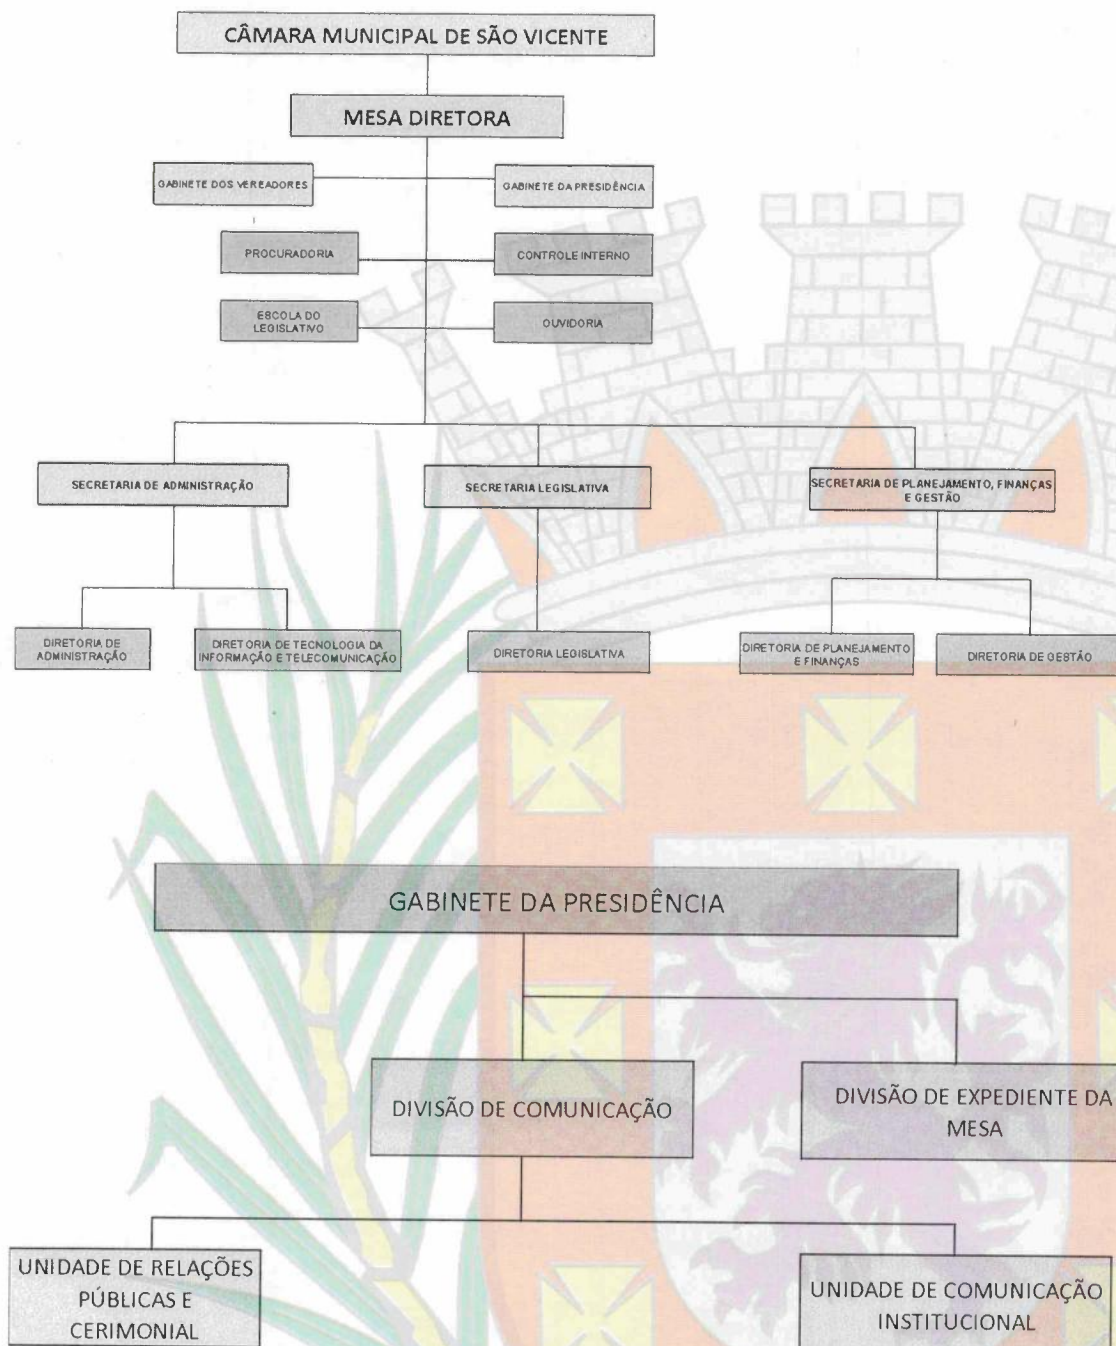 CÂMARA MUNICIPAL DE SÃO VICENTE
MESA DIRETORA
GABINETE DOS VEREADORES
GABINETE DA PRESIDÊNCIA
PROCURADORIA
CONTROLE INTERNO
ESCOLA DO
LEGISLATIVO
OUVIDORIA
SECRETARIA DE ADMINISTRAÇÃO
SECRETARIA LEGISLATIVA
SECRETARIA DE PLANEJAMENTO, FINANÇAS
E GESTÃO
DIRETORIA DE
ADMINISTRAÇÃO
DIRETORIA DE TECNOLOGIA DA
INFORMAÇÃO E TELECOMUNICAÇÃO
DIRETORIA LEGISLATIVA
DIRETORIA DE PLANEJAMENTO
E FINANÇAS
DIRETORIA DE GESTÃO
GABINETE DA PRESIDÊNCIA
DIVISÃO DE COMUNICAÇÃO
DIVISÃO DE EXPEDIENTE DA
MESA
UNIDADE DE RELAÇÕES
PÚBLICAS E
CERIMONIAL
UNIDADE DE COMUNICAÇÃO
INSTITUCIONAL